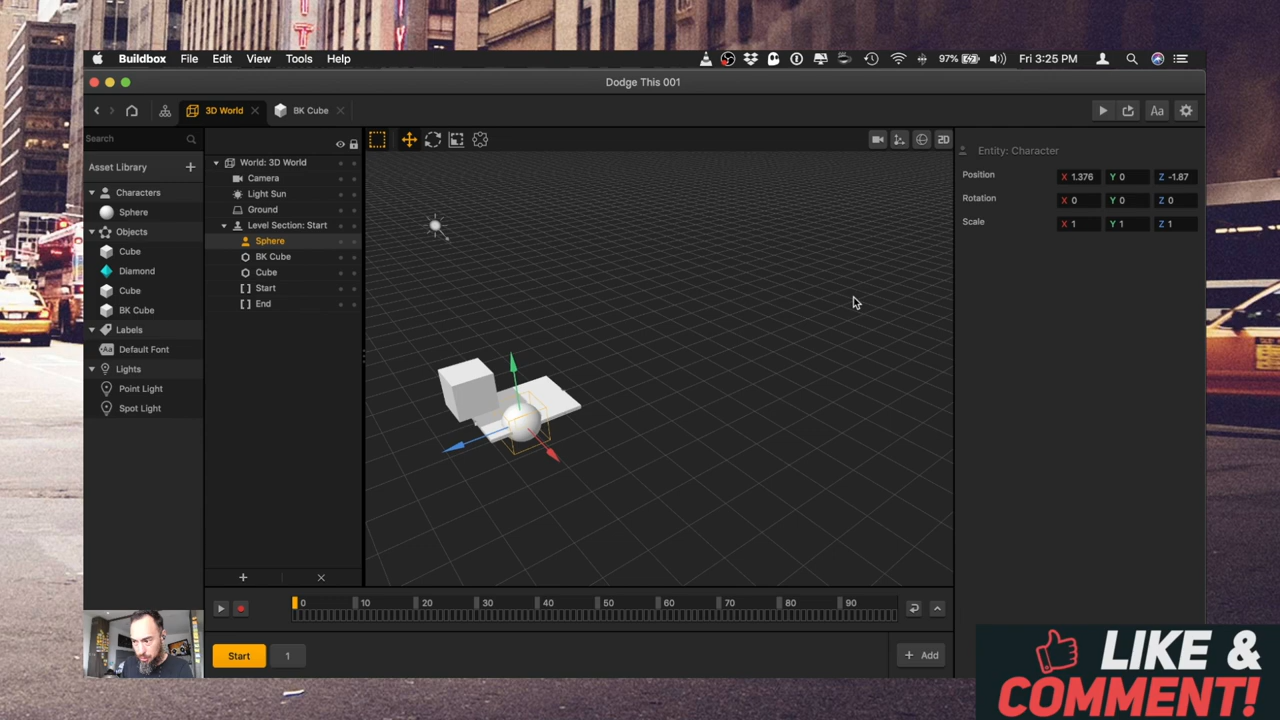 Buildbox File Edit View Tools Help
97% Fri 3:25 PM
Dodge This 001
3D World BK Cube Aa
Search
Asset Library
Characters
Sphere
Objects
Cube
Diamond
Cube
BK Cube
Labels
Aa Default Font
Lights
Point Light
Spot Light
World: 3D World
Camera
Light Sun
Ground
Level Section: Start
Sphere
BK Cube
Cube
Start
End
2D
Entity: Character
Position X 1.376 Y 0 Z -1.87
Rotation X 0 Y 0 Z 0
Scale X 1 Y 1 Z 1
0 10 20 30 40 50 60 70 80 90
Start 1 + Add
LIKE &
COMMENT!